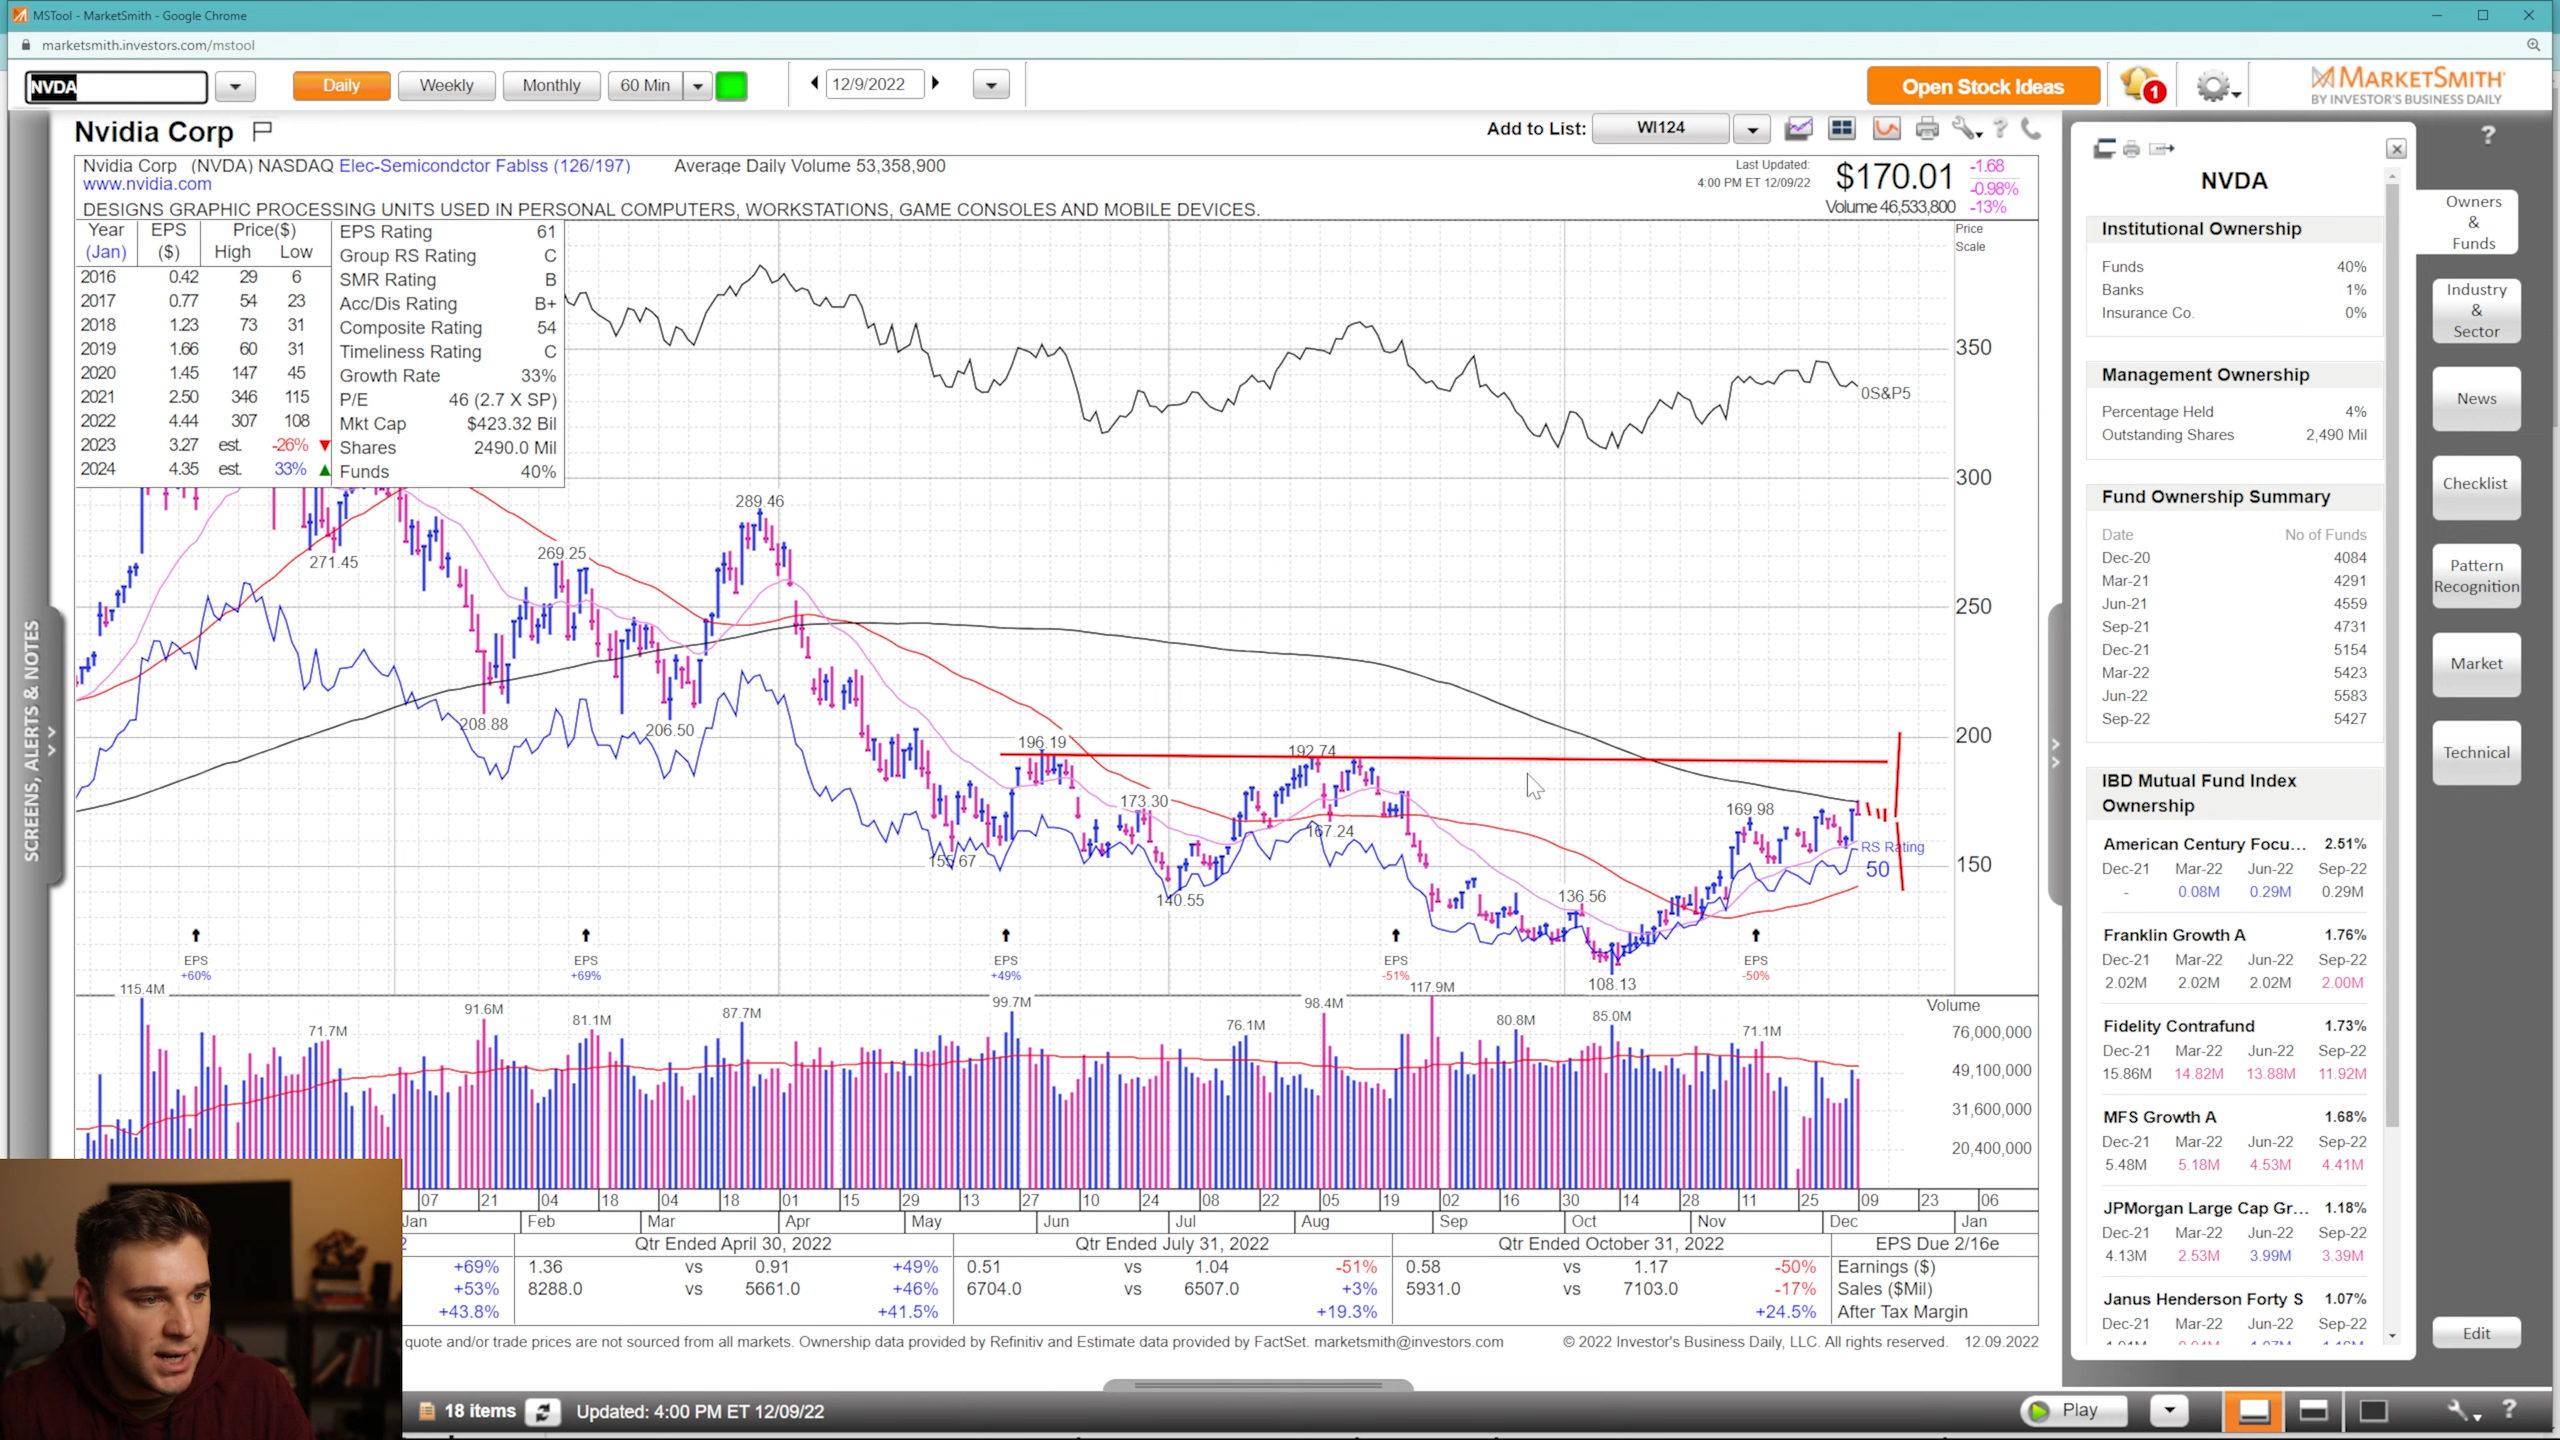 MSTool - MarketSmith - Google Chrome
marketsmith.investors.com/mstool
NVDA
Daily
Weekly
Monthly
60 Min
12/9/2022
Open Stock Ideas
1
MARKETSMITH
BY INVESTOR'S BUSINESS DAILY
Nvidia Corp
Add to List: WI124
Nvidia Corp (NVDA) NASDAQ Elec-Semicondctor Fablss (126/197) Average Daily Volume 53,358,900
www.nvidia.com
DESIGNS GRAPHIC PROCESSING UNITS USED IN PERSONAL COMPUTERS, WORKSTATIONS, GAME CONSOLES AND MOBILE DEVICES.
Last Updated:
4:00 PM ET 12/09/22
$170.01
-1.68
-0.98%
Volume 46,533,800 -13%
Year EPS Price($)
(Jan) ($) High Low
2016 0.42 29 6
2017 0.77 54 23
2018 1.23 73 31
2019 1.66 60 31
2020 1.45 147 45
2021 2.50 346 115
2022 4.44 307 108
2023 3.27 est. -26%
2024 4.35 est. 33%
EPS Rating 61
Group RS Rating C
SMR Rating B
Acc/Dis Rating B+
Composite Rating 54
Timeliness Rating C
Growth Rate 33%
P/E 46 (2.7 X SP)
Mkt Cap $423.32 Bil
Shares 2490.0 Mil
Funds 40%
Price
Scale
350
300
250
200
150
0S&P5
289.46
269.25
271.45
208.88
206.50
196.19
192.74
173.30
169.98
167.24
155.67
140.55
136.56
108.13
RS Rating
50
EPS
+60%
EPS
+69%
EPS
+49%
EPS
-51%
EPS
-50%
115.4M
71.7M
91.6M
81.1M
87.7M
99.7M
76.1M
98.4M
117.9M
80.8M
85.0M
71.1M
Volume
76,000,000
49,100,000
31,600,000
20,400,000
07 21 04 18 04 18 01 15 29 13 27 10 24 08 22 05 19 02 16 30 14 28 11 25 09 23 06
Jan Feb Mar Apr May Jun Jul Aug Sep Oct Nov Dec Jan
2 Qtr Ended April 30, 2022 Qtr Ended July 31, 2022 Qtr Ended October 31, 2022 EPS Due 2/16e
+69% 1.36 vs 0.91 +49% 0.51 vs 1.04 -51% 0.58 vs 1.17 -50% Earnings ($)
+53% 8288.0 vs 5661.0 +46% 6704.0 vs 6507.0 +3% 5931.0 vs 7103.0 -17% Sales ($Mil)
+43.8% +41.5% +19.3% +24.5% After Tax Margin
quote and/or trade prices are not sourced from all markets. Ownership data provided by Refinitiv and Estimate data provided by FactSet. marketsmith@investors.com © 2022 Investor's Business Daily, LLC. All rights reserved. 12.09.2022
18 items
Updated: 4:00 PM ET 12/09/22
Play
SCREENS, ALERTS & NOTES
NVDA
Institutional Ownership
Funds 40%
Banks 1%
Insurance Co. 0%
Management Ownership
Percentage Held 4%
Outstanding Shares 2,490 Mil
Fund Ownership Summary
Date No of Funds
Dec-20 4084
Mar-21 4291
Jun-21 4559
Sep-21 4731
Dec-21 5154
Mar-22 5423
Jun-22 5583
Sep-22 5427
IBD Mutual Fund Index
Ownership
American Century Focu... 2.51%
Dec-21 Mar-22 Jun-22 Sep-22
- 0.08M 0.29M 0.29M
Franklin Growth A 1.76%
Dec-21 Mar-22 Jun-22 Sep-22
2.02M 2.02M 2.02M 2.00M
Fidelity Contrafund 1.73%
Dec-21 Mar-22 Jun-22 Sep-22
15.86M 14.82M 13.88M 11.92M
MFS Growth A 1.68%
Dec-21 Mar-22 Jun-22 Sep-22
5.48M 5.18M 4.53M 4.41M
JPMorgan Large Cap Gr... 1.18%
Dec-21 Mar-22 Jun-22 Sep-22
4.13M 2.53M 3.99M 3.39M
Janus Henderson Forty S 1.07%
Dec-21 Mar-22 Jun-22 Sep-22
Owners
&
Funds
Industry
&
Sector
News
Checklist
Pattern
Recognition
Market
Technical
Edit